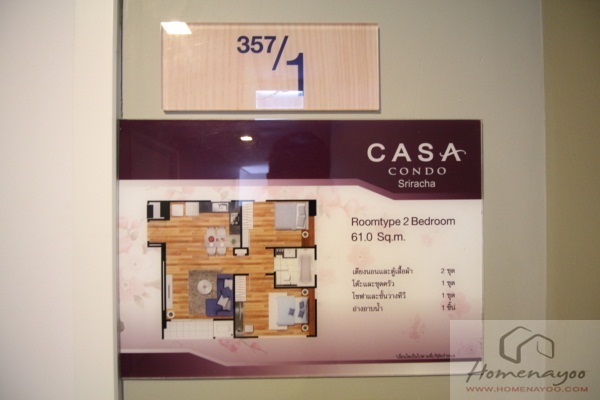 357/1
CASA
CONDO
Sriracha
Roomtype 2 Bedroom
61.0 Sq.m.
เตียงนอนและตู้เสื้อผ้า 2 ชุด
โต๊ะและชุดครัว 1 ชุด
โซฟาและชั้นวางทีวี 1 ชุด
อ่างอาบน้ำ 1 ชิ้น
Homenayoo
WWW.HOMENAYOO.COM